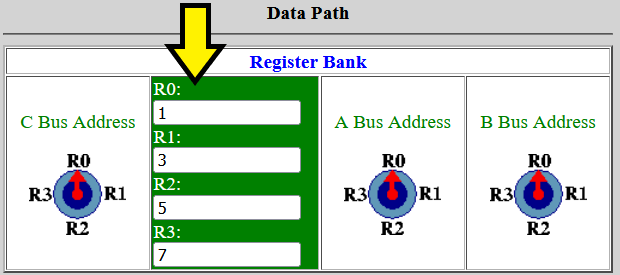 Data Path
Register Bank
C Bus Address
R0
R3 R1
R2
R0:
1
R1:
3
R2:
5
R3:
7
A Bus Address
R0
R3 R1
R2
B Bus Address
R0
R3 R1
R2